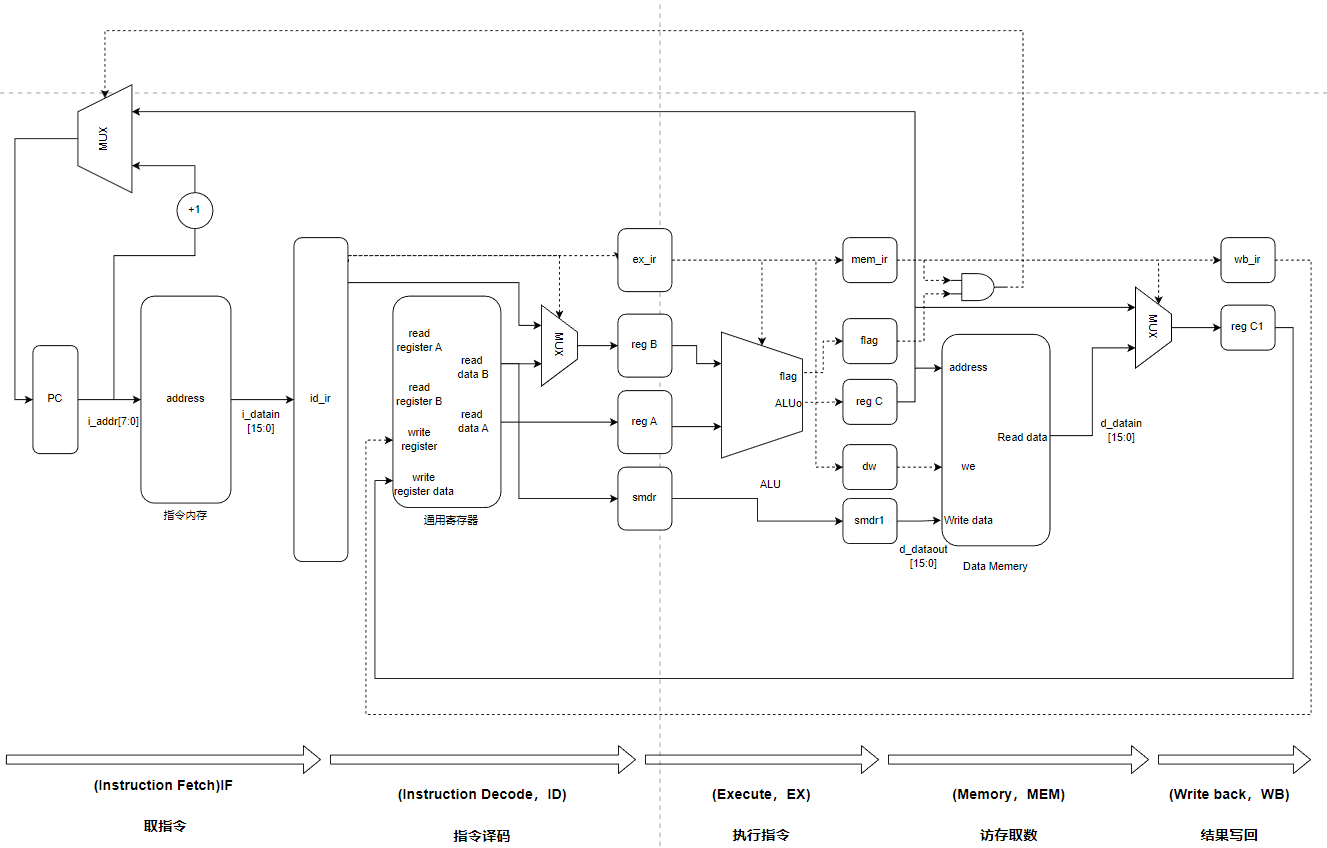 MUX
+1
PC
i_addr[7:0]
address
指令内存
i_datain
[15:0]
id_ir
read
register A
read
register B
write
register
write
register data
read
data B
read
data A
通用寄存器
MUX
ex_ir
reg B
reg A
smdr
flag
ALUo
ALU
mem_ir
flag
reg C
dw
smdr1
d_dataout
[15:0]
address
Read data
we
Write data
Data Memory
d_datain
[15:0]
MUX
wb_ir
reg C1
(Instruction Fetch)IF
取指令
(Instruction Decode，ID)
指令译码
(Execute，EX)
执行指令
(Memory，MEM)
访存取数
(Write back，WB)
结果写回